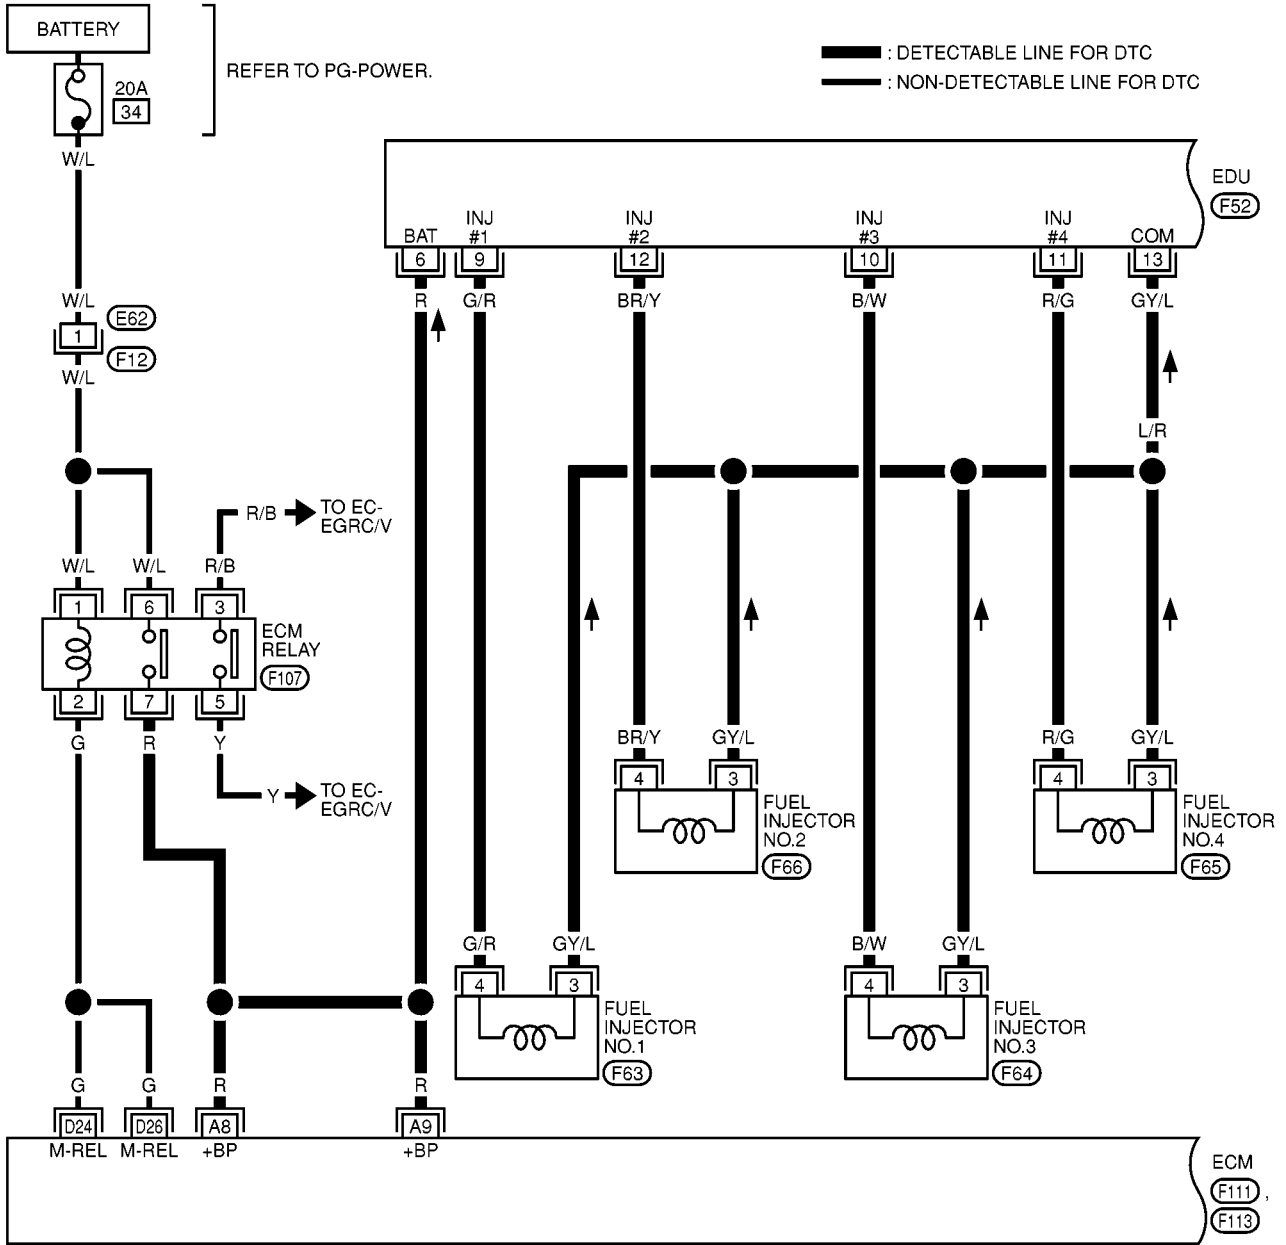 BATTERY
20A
34
REFER TO PG-POWER.
: DETECTABLE LINE FOR DTC
: NON-DETECTABLE LINE FOR DTC
W/L
EDU
F52
BAT
INJ
#1
INJ
#2
INJ
#3
INJ
#4
COM
6
9
12
10
11
13
R
G/R
BR/Y
B/W
R/G
GY/L
W/L
E62
1
F12
W/L
L/R
R/B
TO EC-
EGRC/V
W/L
W/L
R/B
1
6
3
ECM
RELAY
F107
2
7
5
G
R
Y
Y
TO EC-
EGRC/V
BR/Y
GY/L
R/G
GY/L
4
3
4
3
FUEL
INJECTOR
NO.2
F66
FUEL
INJECTOR
NO.4
F65
G/R
GY/L
B/W
GY/L
4
3
4
3
FUEL
INJECTOR
NO.1
F63
FUEL
INJECTOR
NO.3
F64
G
G
R
R
D24
D26
A8
A9
M-REL
M-REL
+BP
+BP
ECM
F111 ,
F113